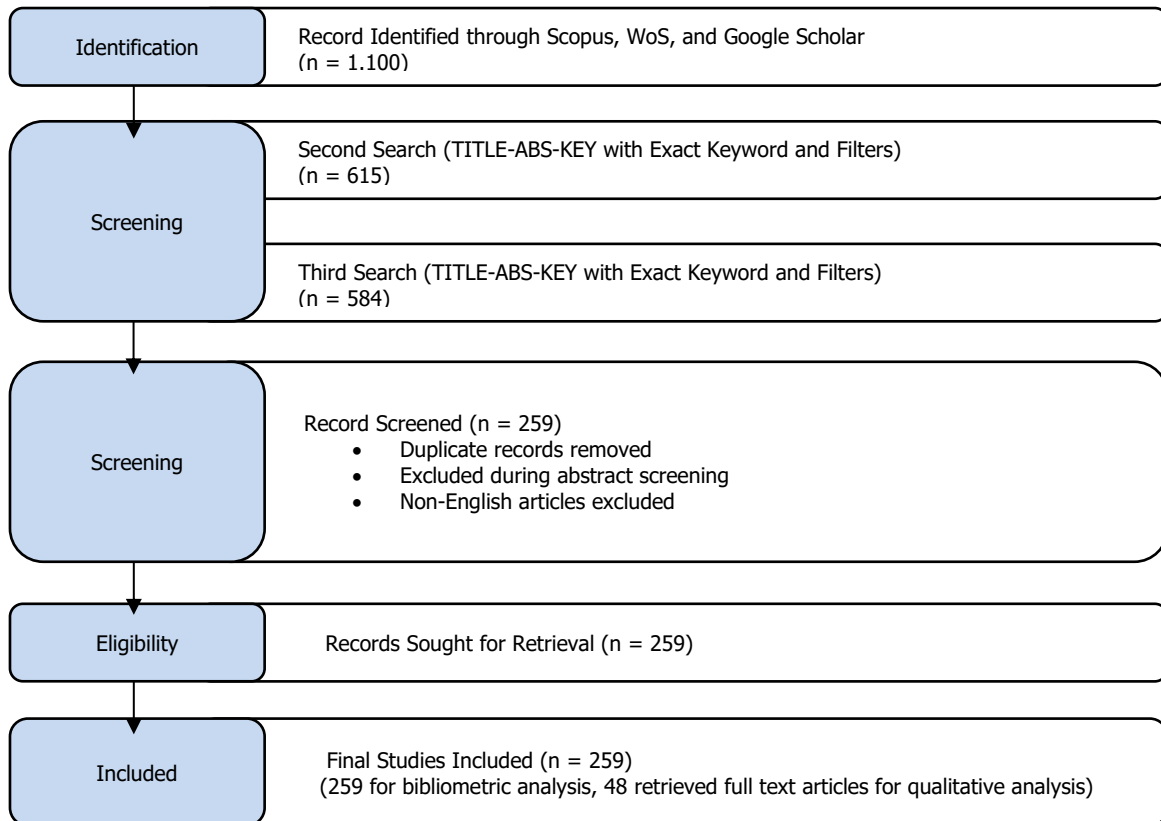 Identification
Record Identified through Scopus, WoS, and Google Scholar
(n = 1.100)
Screening
Second Search (TITLE-ABS-KEY with Exact Keyword and Filters)
(n = 615)
Third Search (TITLE-ABS-KEY with Exact Keyword and Filters)
(n = 584)
Screening
Record Screened (n = 259)
• Duplicate records removed
• Excluded during abstract screening
• Non-English articles excluded
Eligibility
Records Sought for Retrieval (n = 259)
Included
Final Studies Included (n = 259)
(259 for bibliometric analysis, 48 retrieved full text articles for qualitative analysis)